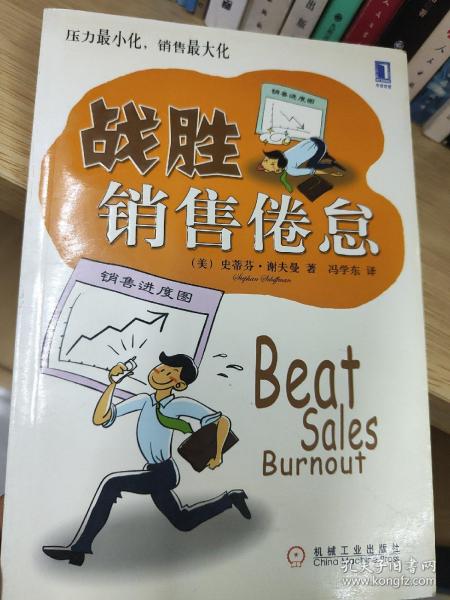 压力最小化，销售最大化
销售进度图
战胜
销售倦怠
（美）史蒂芬·谢夫曼 著 冯学东 译
Stephan Schiffman
销售进度图
Beat
Sales
Burnout
机械工业出版社
China Machine Press
孔夫子旧书网
www.kongfz.com